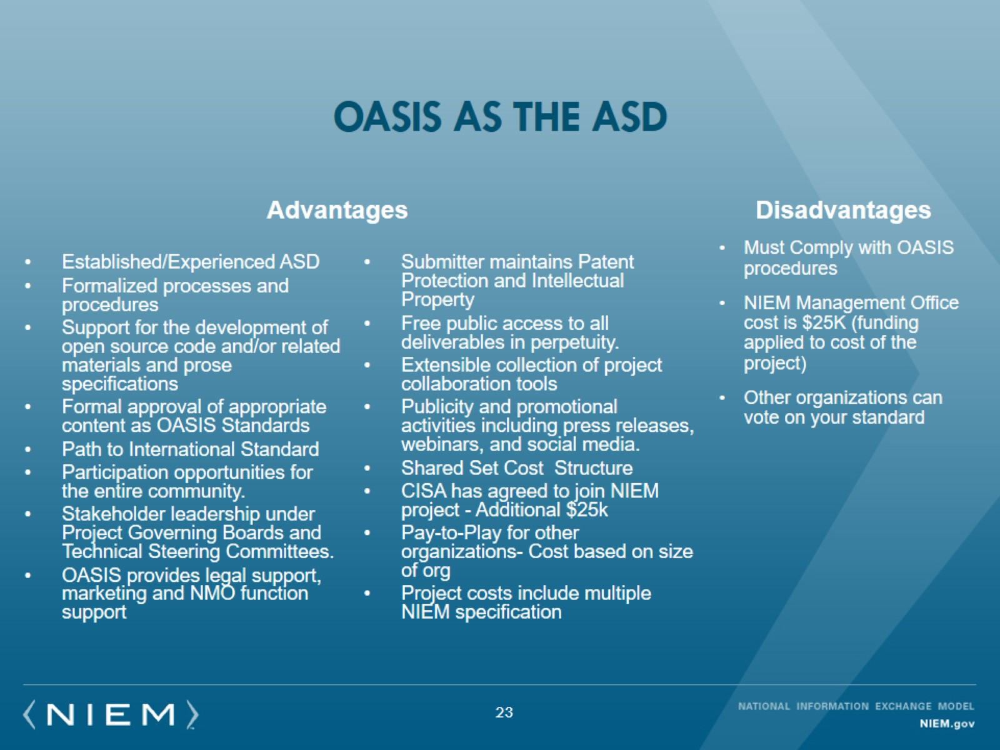 OASIS AS THE ASD
Advantages
• Established/Experienced ASD
• Formalized processes and
procedures
• Support for the development of
open source code and/or related
materials and prose
specifications
• Formal approval of appropriate
content as OASIS Standards
• Path to International Standard
• Participation opportunities for
the entire community.
• Stakeholder leadership under
Project Governing Boards and
Technical Steering Committees.
• OASIS provides legal support,
marketing and NMO function
support
• Submitter maintains Patent
Protection and Intellectual
Property
• Free public access to all
deliverables in perpetuity.
• Extensible collection of project
collaboration tools
• Publicity and promotional
activities including press releases,
webinars, and social media.
• Shared Set Cost  Structure
• CISA has agreed to join NIEM
project - Additional $25k
• Pay-to-Play for other
organizations- Cost based on size
of org
• Project costs include multiple
NIEM specification
Disadvantages
• Must Comply with OASIS
procedures
• NIEM Management Office
cost is $25K (funding
applied to cost of the
project)
• Other organizations can
vote on your standard
NIEM
™
23
NATIONAL INFORMATION EXCHANGE MODEL
NIEM.gov